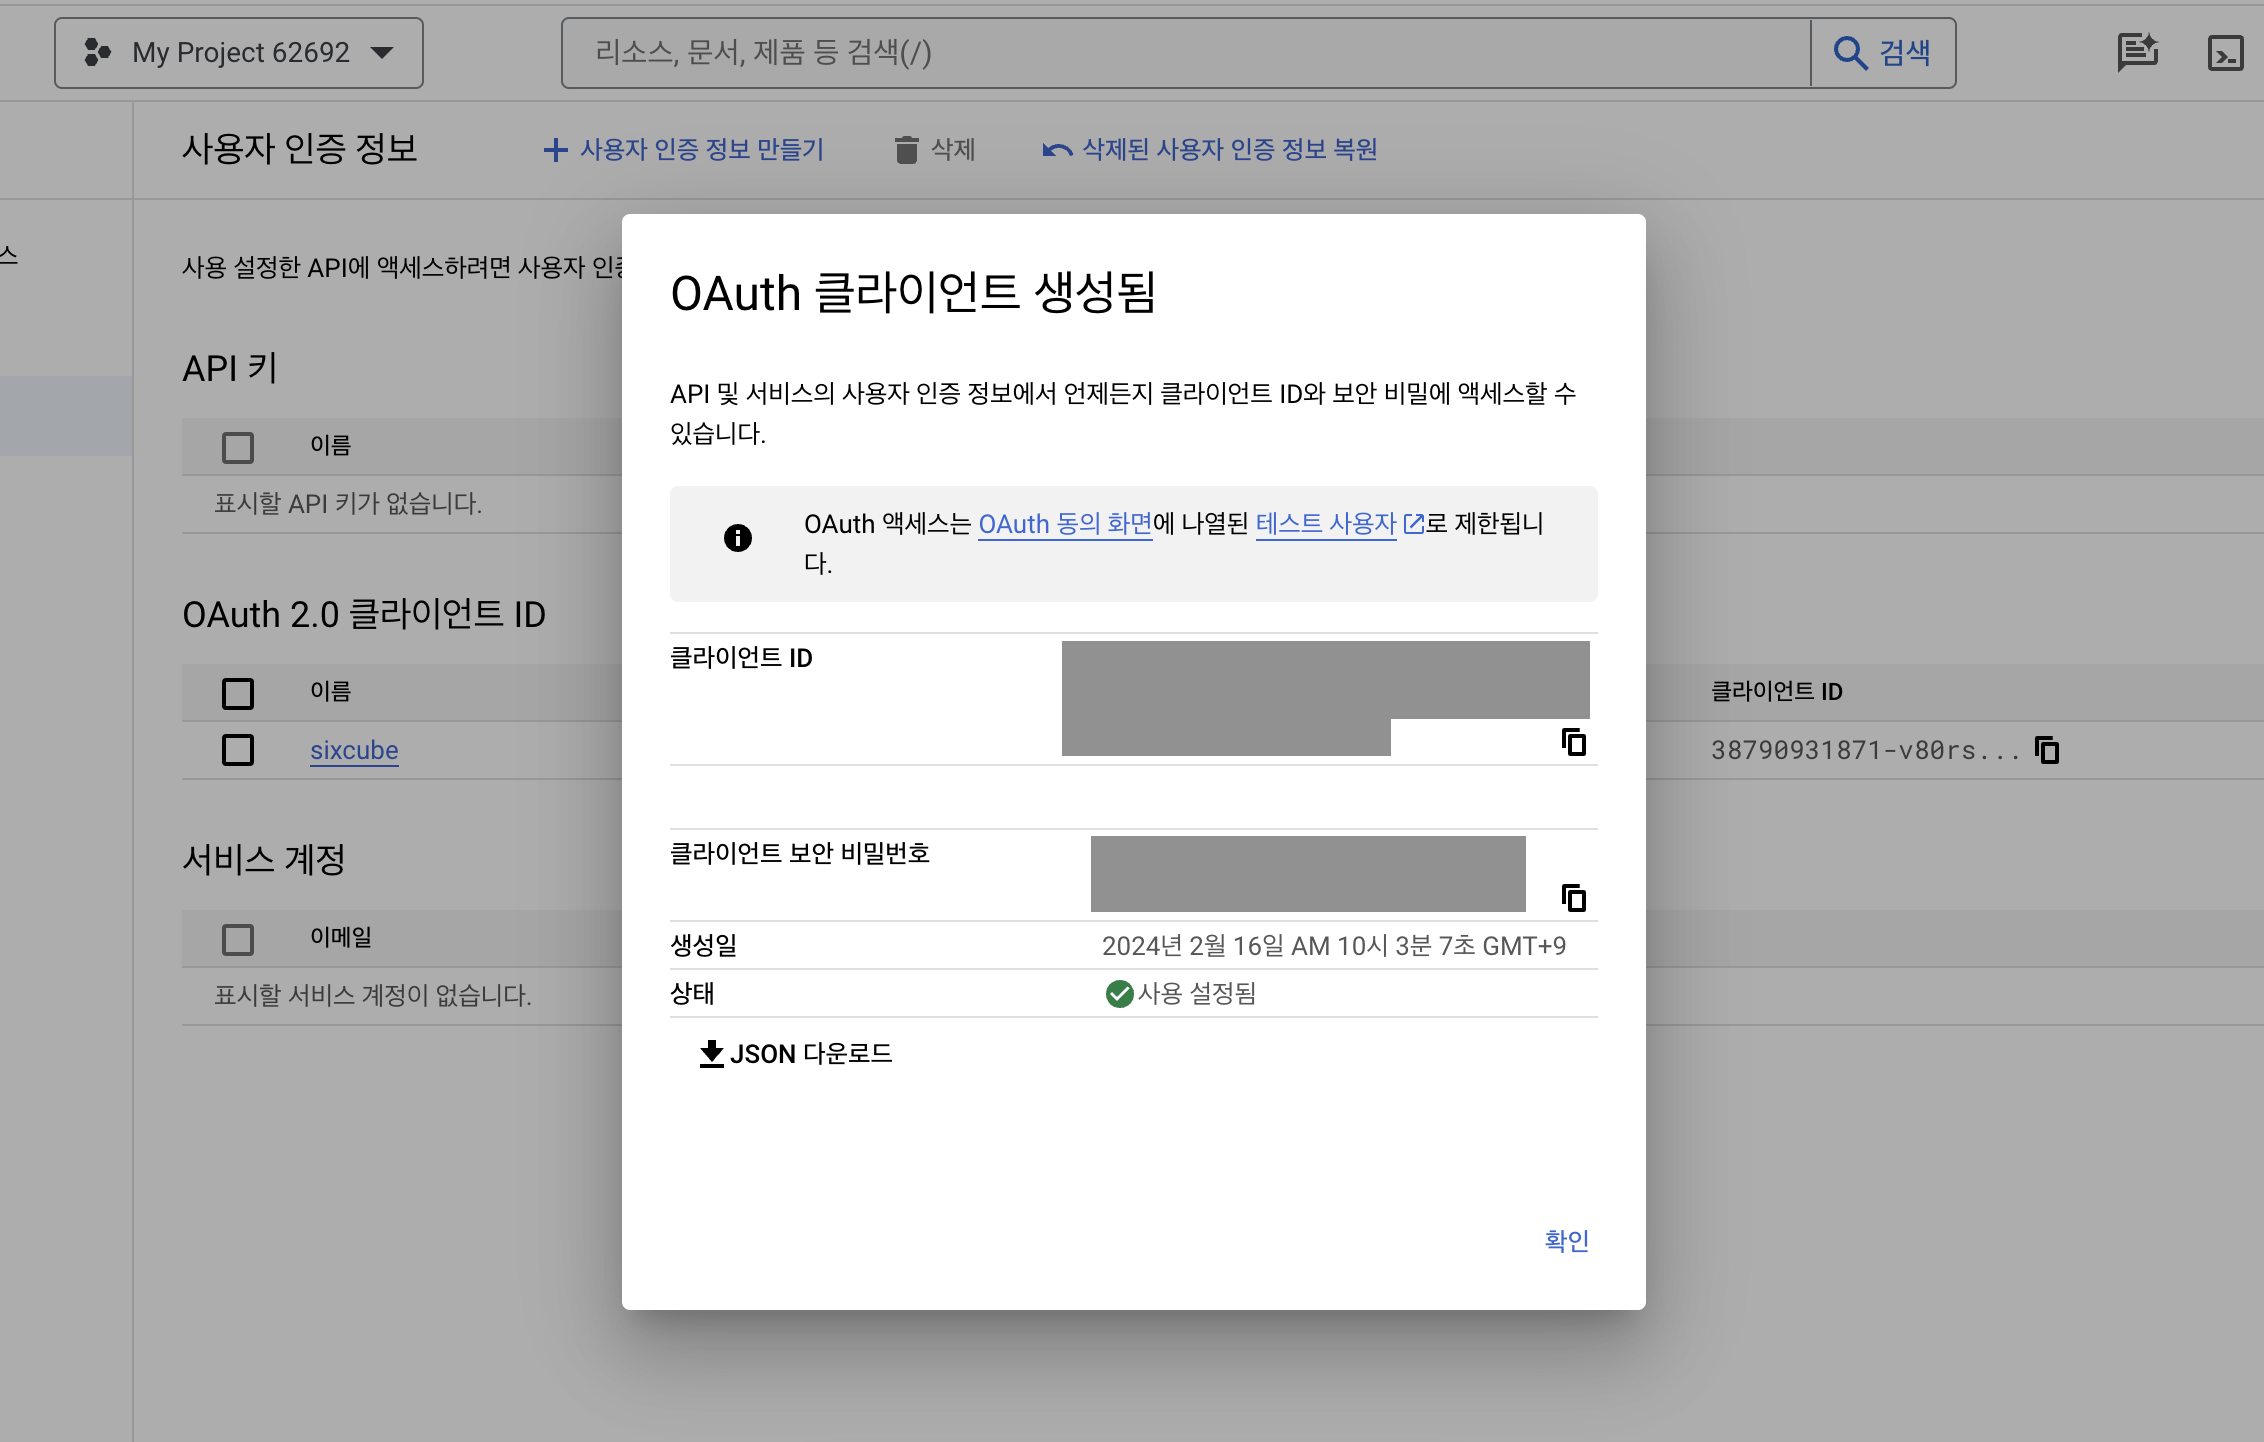 My Project 62692
리소스, 문서, 제품 등 검색(/)
검색
사용자 인증 정보
사용자 인증 정보 만들기
삭제
삭제된 사용자 인증 정보 복원
스
사용 설정한 API에 액세스하려면 사용자 인증
API 키
이름
표시할 API 키가 없습니다.
OAuth 2.0 클라이언트 ID
이름
클라이언트 ID
sixcube
38790931871-v80rs...
서비스 계정
이메일
표시할 서비스 계정이 없습니다.
OAuth 클라이언트 생성됨
API 및 서비스의 사용자 인증 정보에서 언제든지 클라이언트 ID와 보안 비밀에 액세스할 수
있습니다.
OAuth 액세스는 OAuth 동의 화면에 나열된 테스트 사용자로 제한됩니
다.
클라이언트 ID
클라이언트 보안 비밀번호
생성일
2024년 2월 16일 AM 10시 3분 7초 GMT+9
상태
사용 설정됨
JSON 다운로드
확인